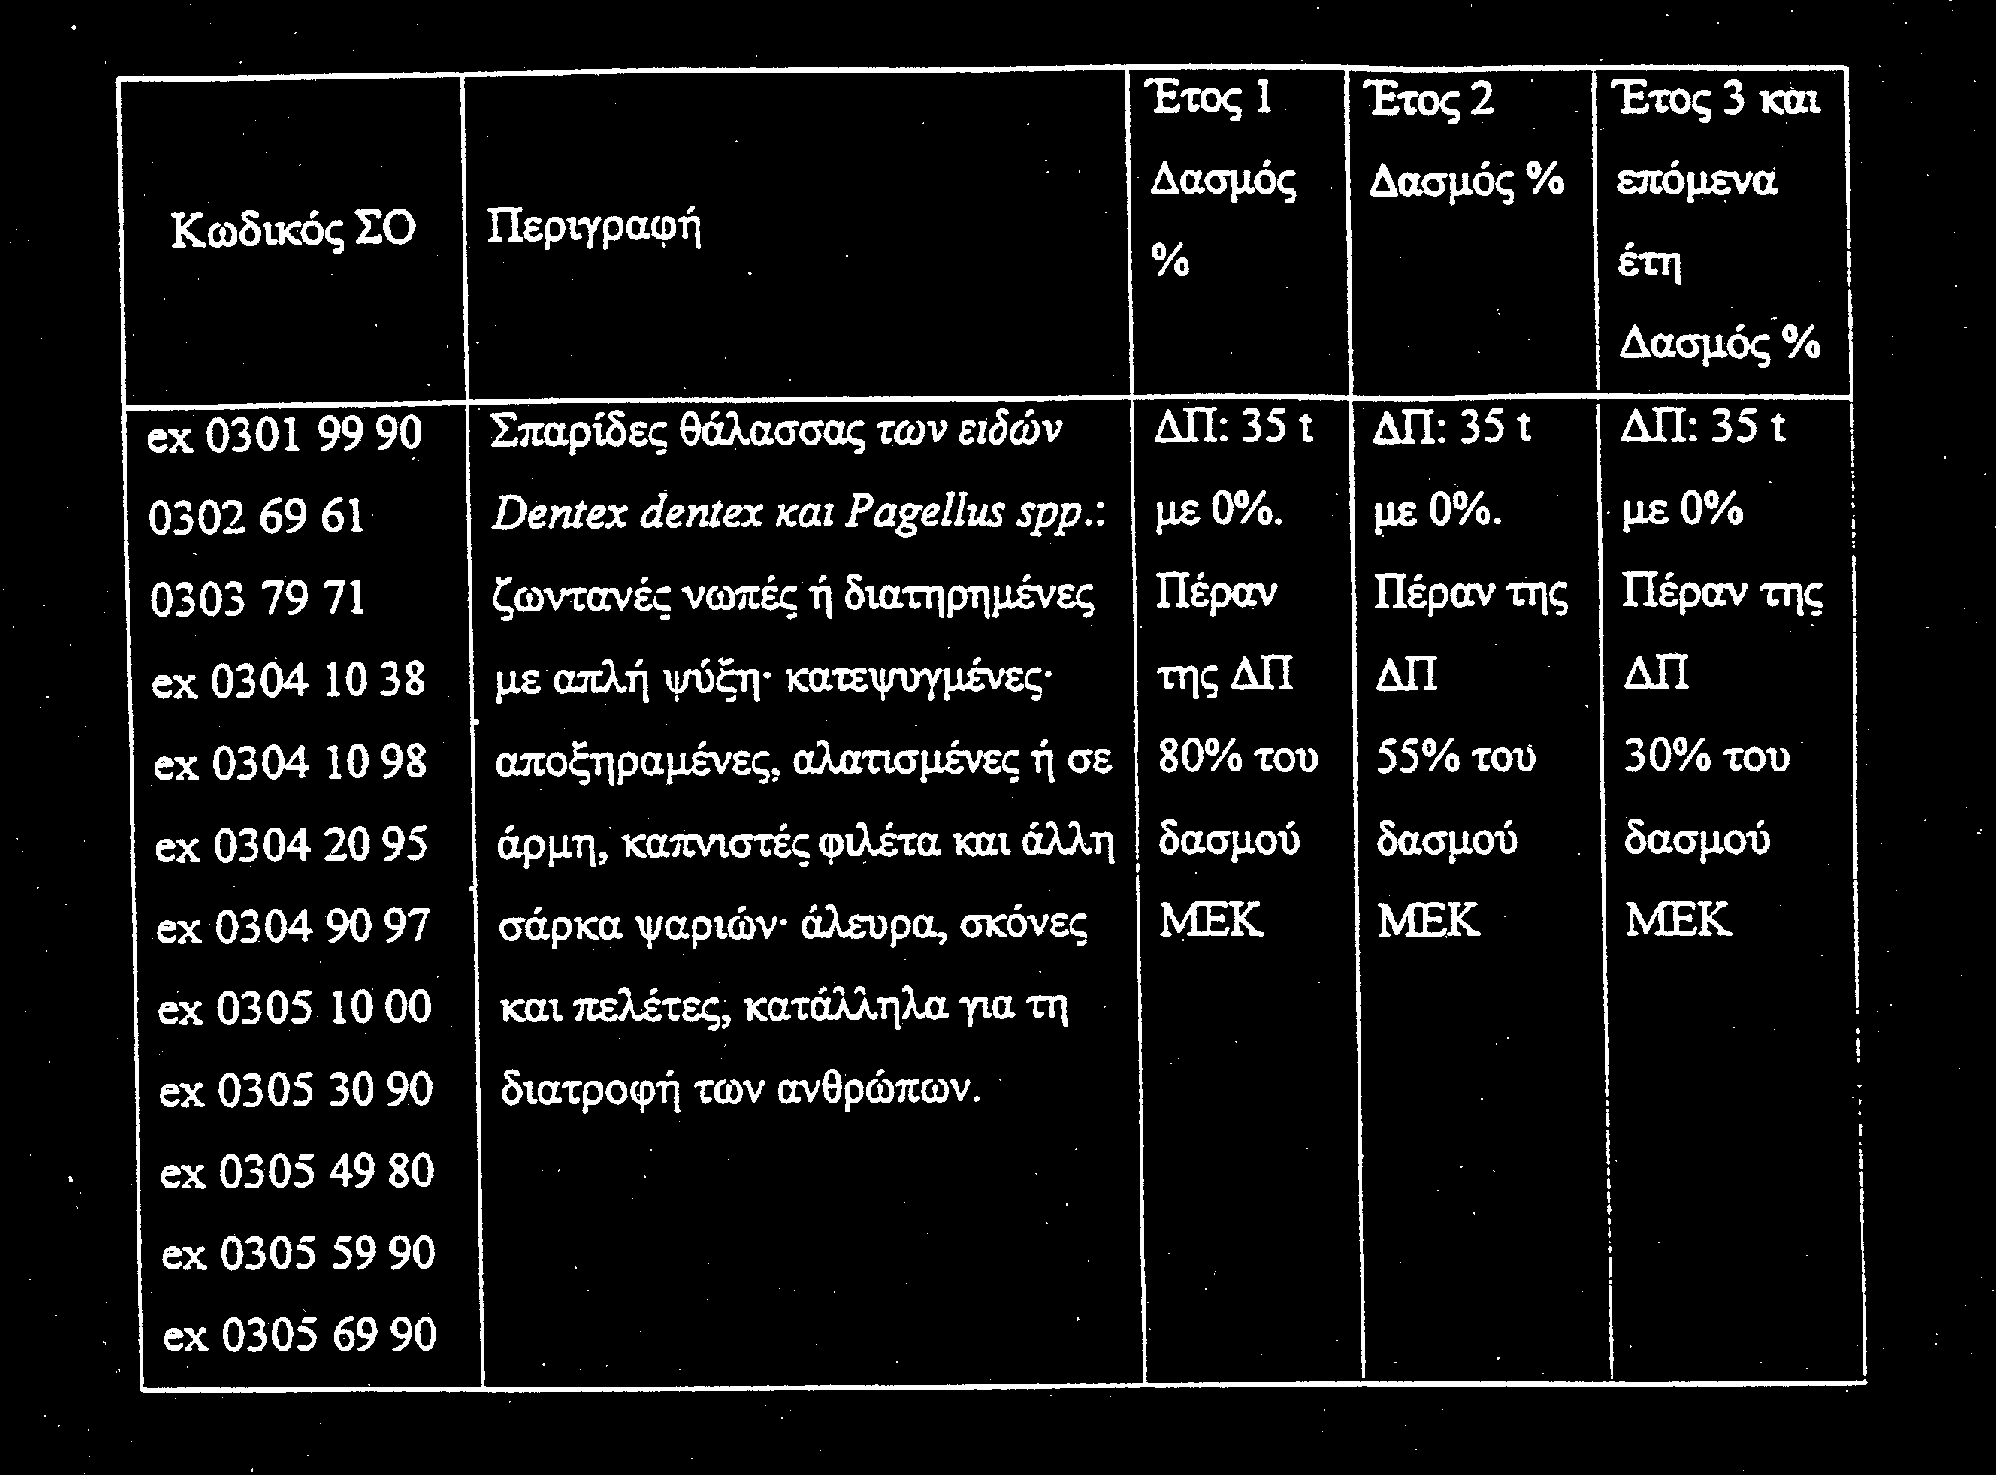 Κωδικός ΣΟ
Περιγραφή
Έτος 1
Δασμός
%
Έτος 2
Δασμός %
Έτος 3 και
επόμενα
έτη
Δασμός %
ex 0301 99 90
0302 69 61
0303 79 71
ex 0304 10 38
ex 0304 10 98
ex 0304 20 95
ex 0304 90 97
ex 0305 10 00
ex 0305 30 90
ex 0305 49 80
ex 0305 59 90
ex 0305 69 90
Σπαρίδες θάλασσας των ειδών
Dentex dentex και Pagellus spp.:
ζωντανές νωπές ή διατηρημένες
με απλή ψύξη· κατεψυγμένες·
αποξηραμένες, αλατισμένες ή σε
άρμη, καπνιστές φιλέτα και άλλη
σάρκα ψαριών· άλευρα, σκόνες
και πελέτες, κατάλληλα για τη
διατροφή των ανθρώπων.
ΔΠ: 35 t
με 0%.
Πέραν
της ΔΠ
80% του
δασμού
ΜΕΚ
ΔΠ: 35 t
με 0%.
Πέραν της
ΔΠ
55% του
δασμού
ΜΕΚ
ΔΠ: 35 t
με 0%
Πέραν της
ΔΠ
30% του
δασμού
ΜΕΚ